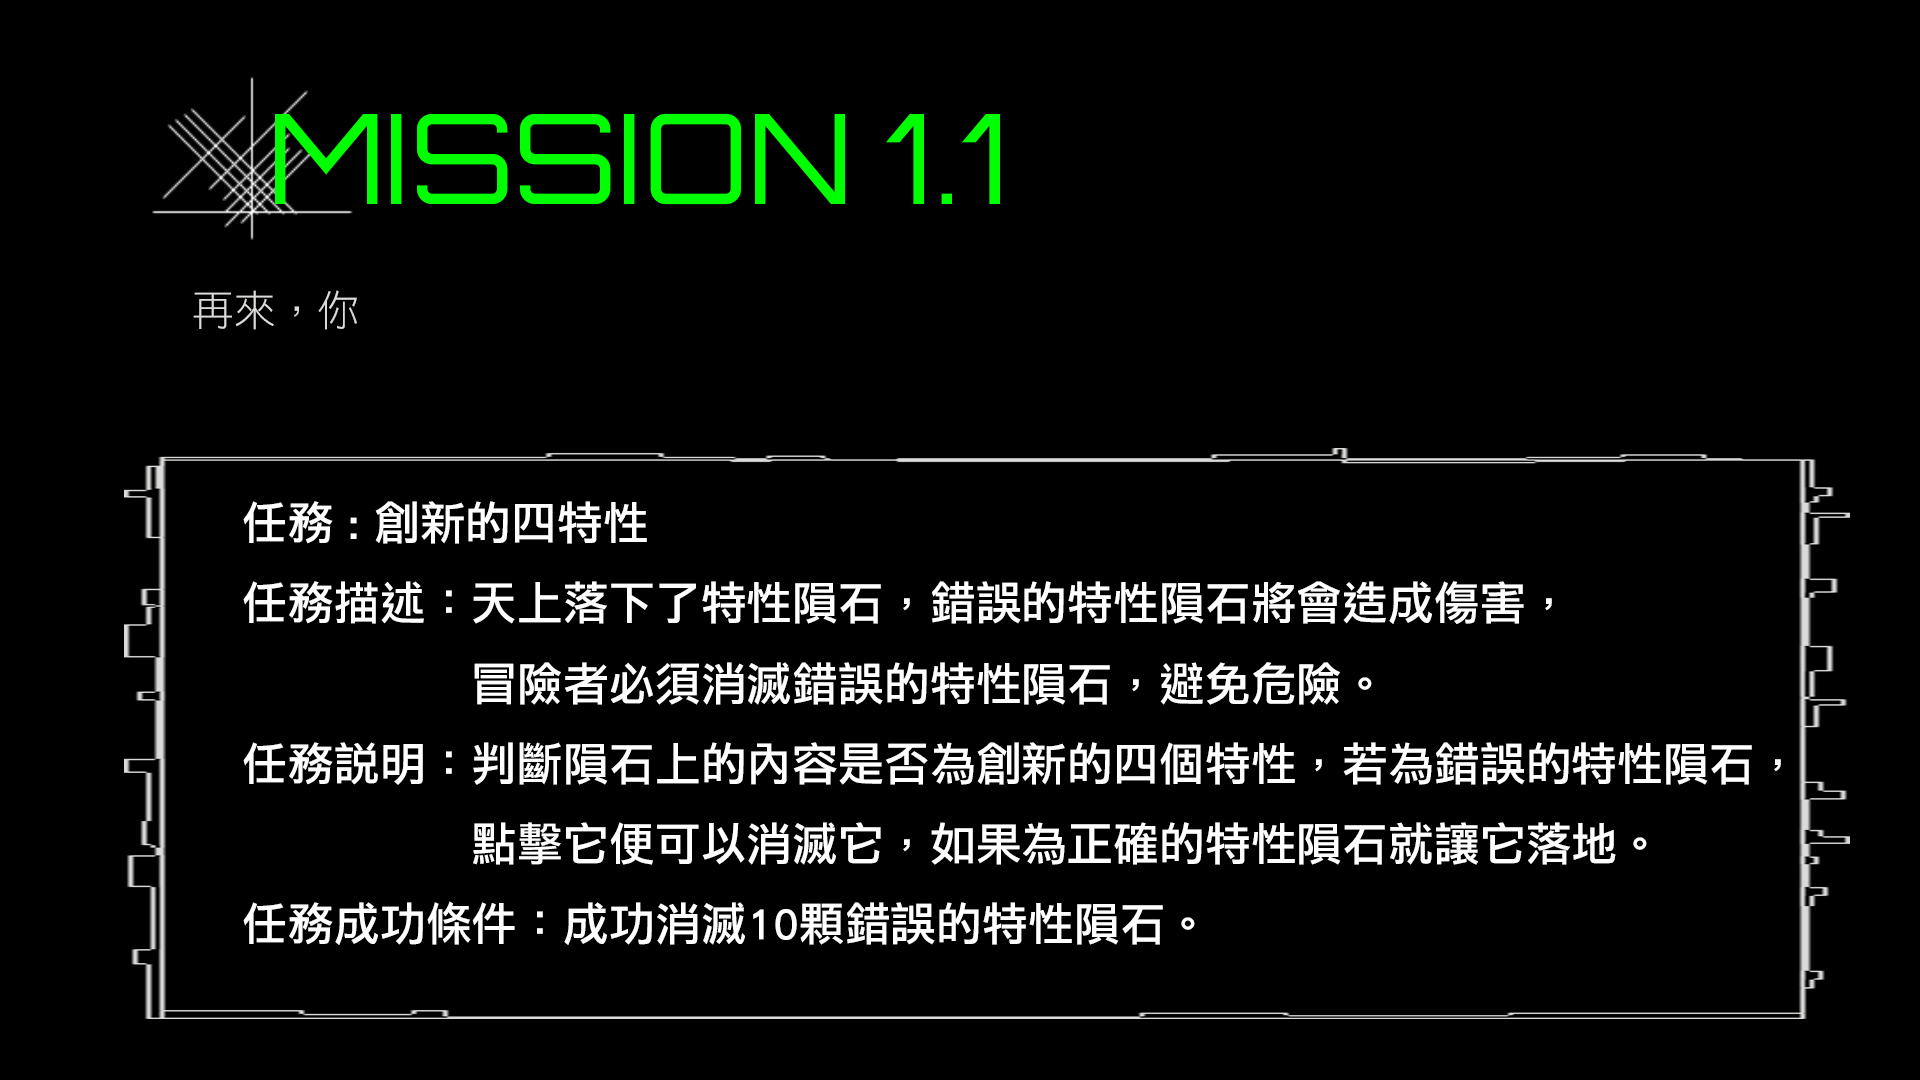 MISSION 1.1
再來，你
任務 : 創新的四特性
任務描述：天上落下了特性隕石，錯誤的特性隕石將會造成傷害，
冒險者必須消滅錯誤的特性隕石，避免危險。
任務説明：判斷隕石上的內容是否為創新的四個特性，若為錯誤的特性隕石，
點擊它便可以消滅它，如果為正確的特性隕石就讓它落地。
任務成功條件：成功消滅10顆錯誤的特性隕石。